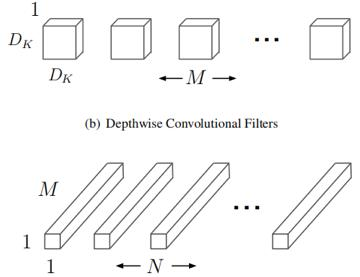 1
D_K
D_K
M
...
(b) Depthwise Convolutional Filters
M
1
1
N
...